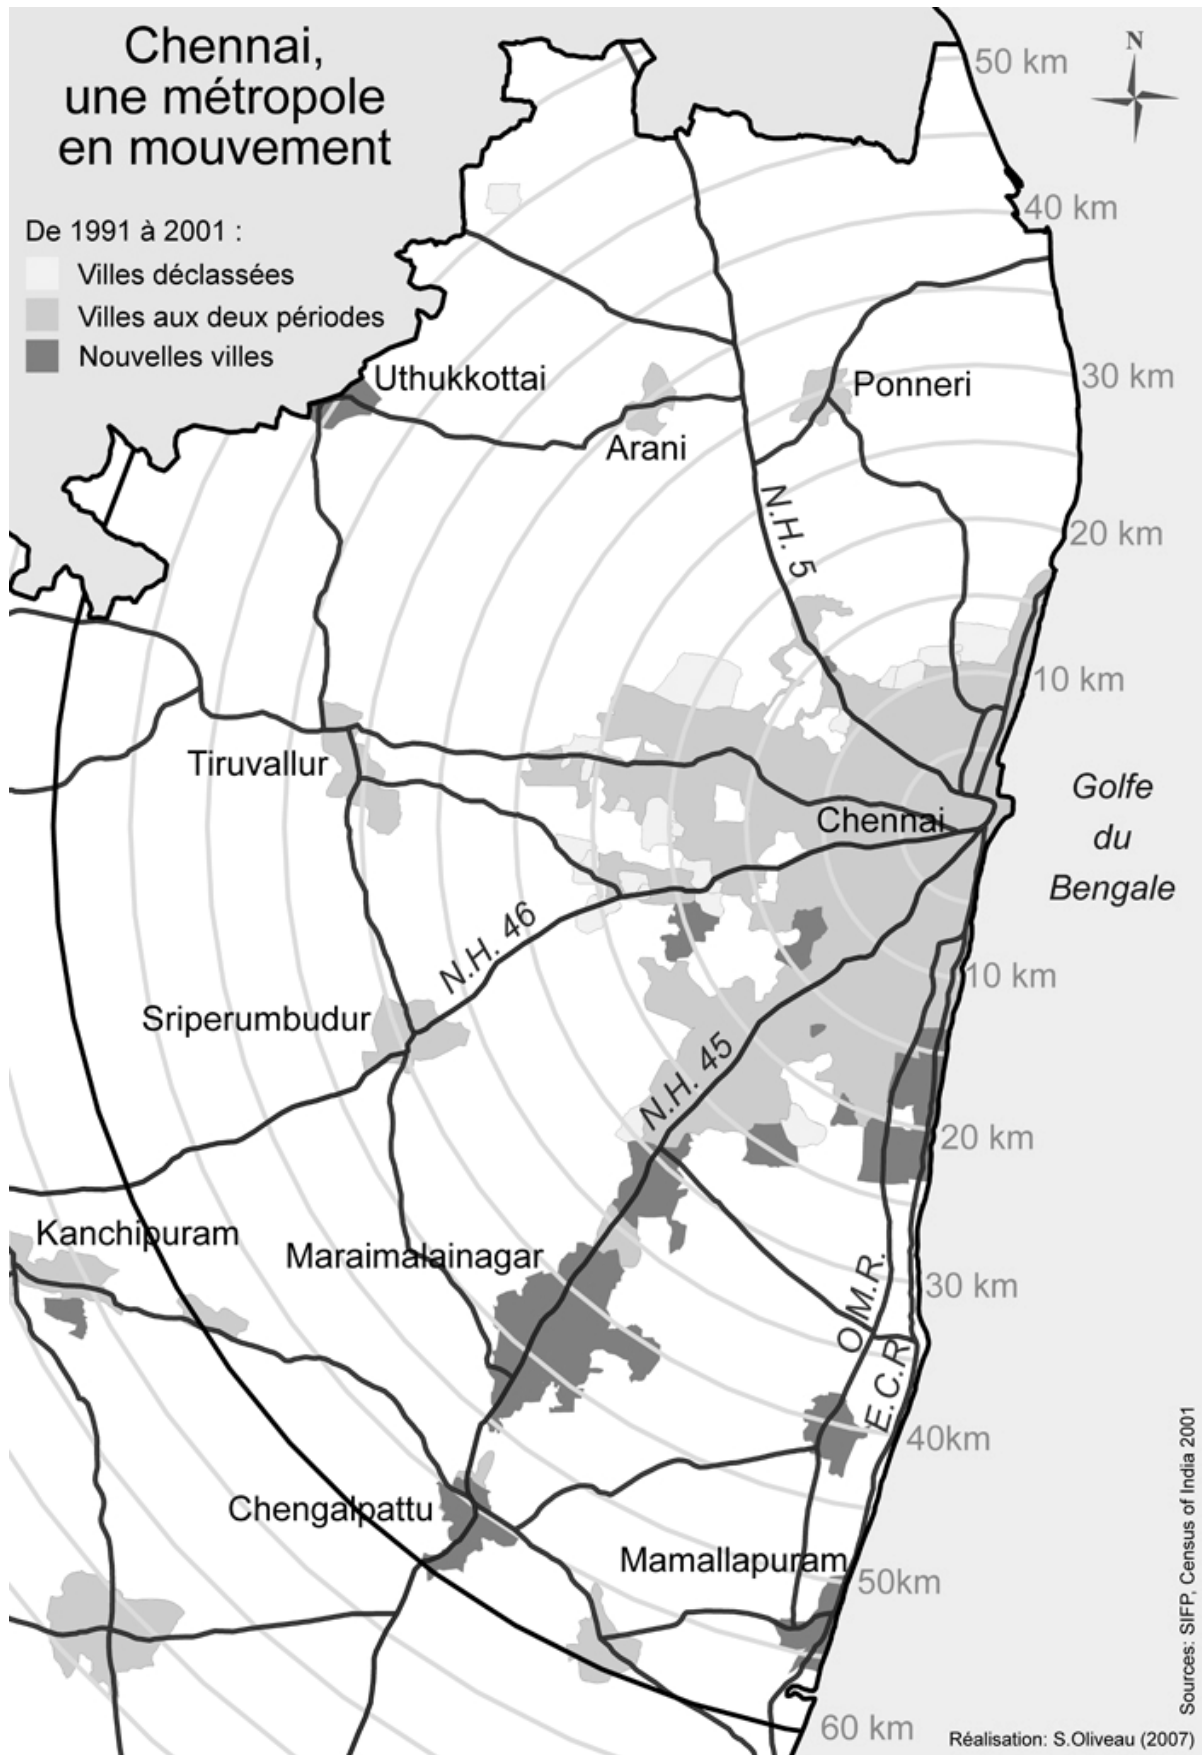 Chennai,
une métropole
en mouvement
De 1991 à 2001 :
Villes déclassées
Villes aux deux périodes
Nouvelles villes
N
50 km
40 km
30 km
20 km
10 km
Uthukkottai
Arani
Ponneri
N.H. 5
Tiruvallur
Chennai
Golfe
du
Bengale
N.H. 46
Sriperumbudur
N.H. 45
10 km
20 km
Kanchipuram
Maraimalainagar
30 km
O.M.R.
E.C.R
40km
Chengalpattu
Mamallapuram
50km
60 km
Sources: SIFP, Census of India 2001
Réalisation: S.Oliveau (2007)